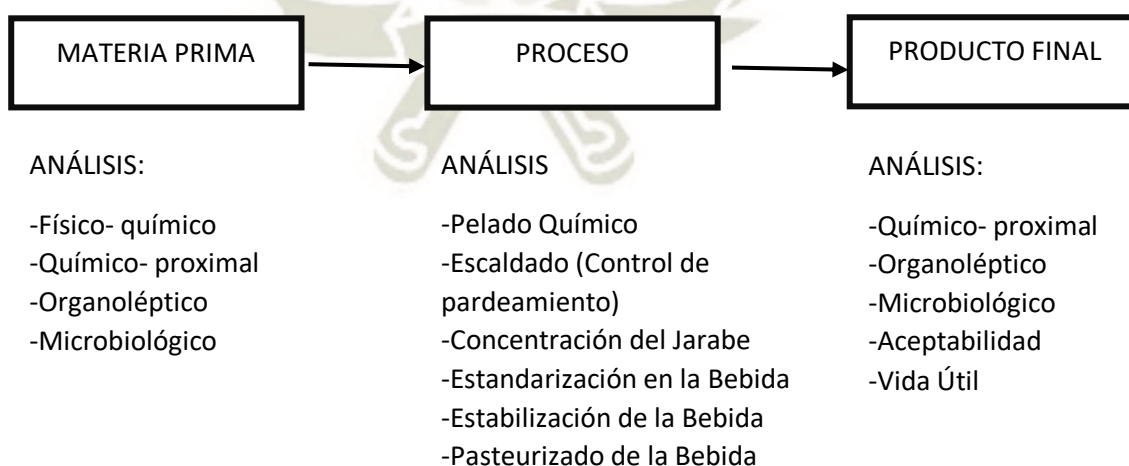 MATERIA PRIMA
PROCESO
PRODUCTO FINAL
ANÁLISIS:
-Físico- químico
-Químico- proximal
-Organoléptico
-Microbiológico
ANÁLISIS
-Pelado Químico
-Escaldado (Control de
pardeamiento)
-Concentración del Jarabe
-Estandarización en la Bebida
-Estabilización de la Bebida
-Pasteurizado de la Bebida
ANÁLISIS:
-Químico- proximal
-Organoléptico
-Microbiológico
-Aceptabilidad
-Vida Útil